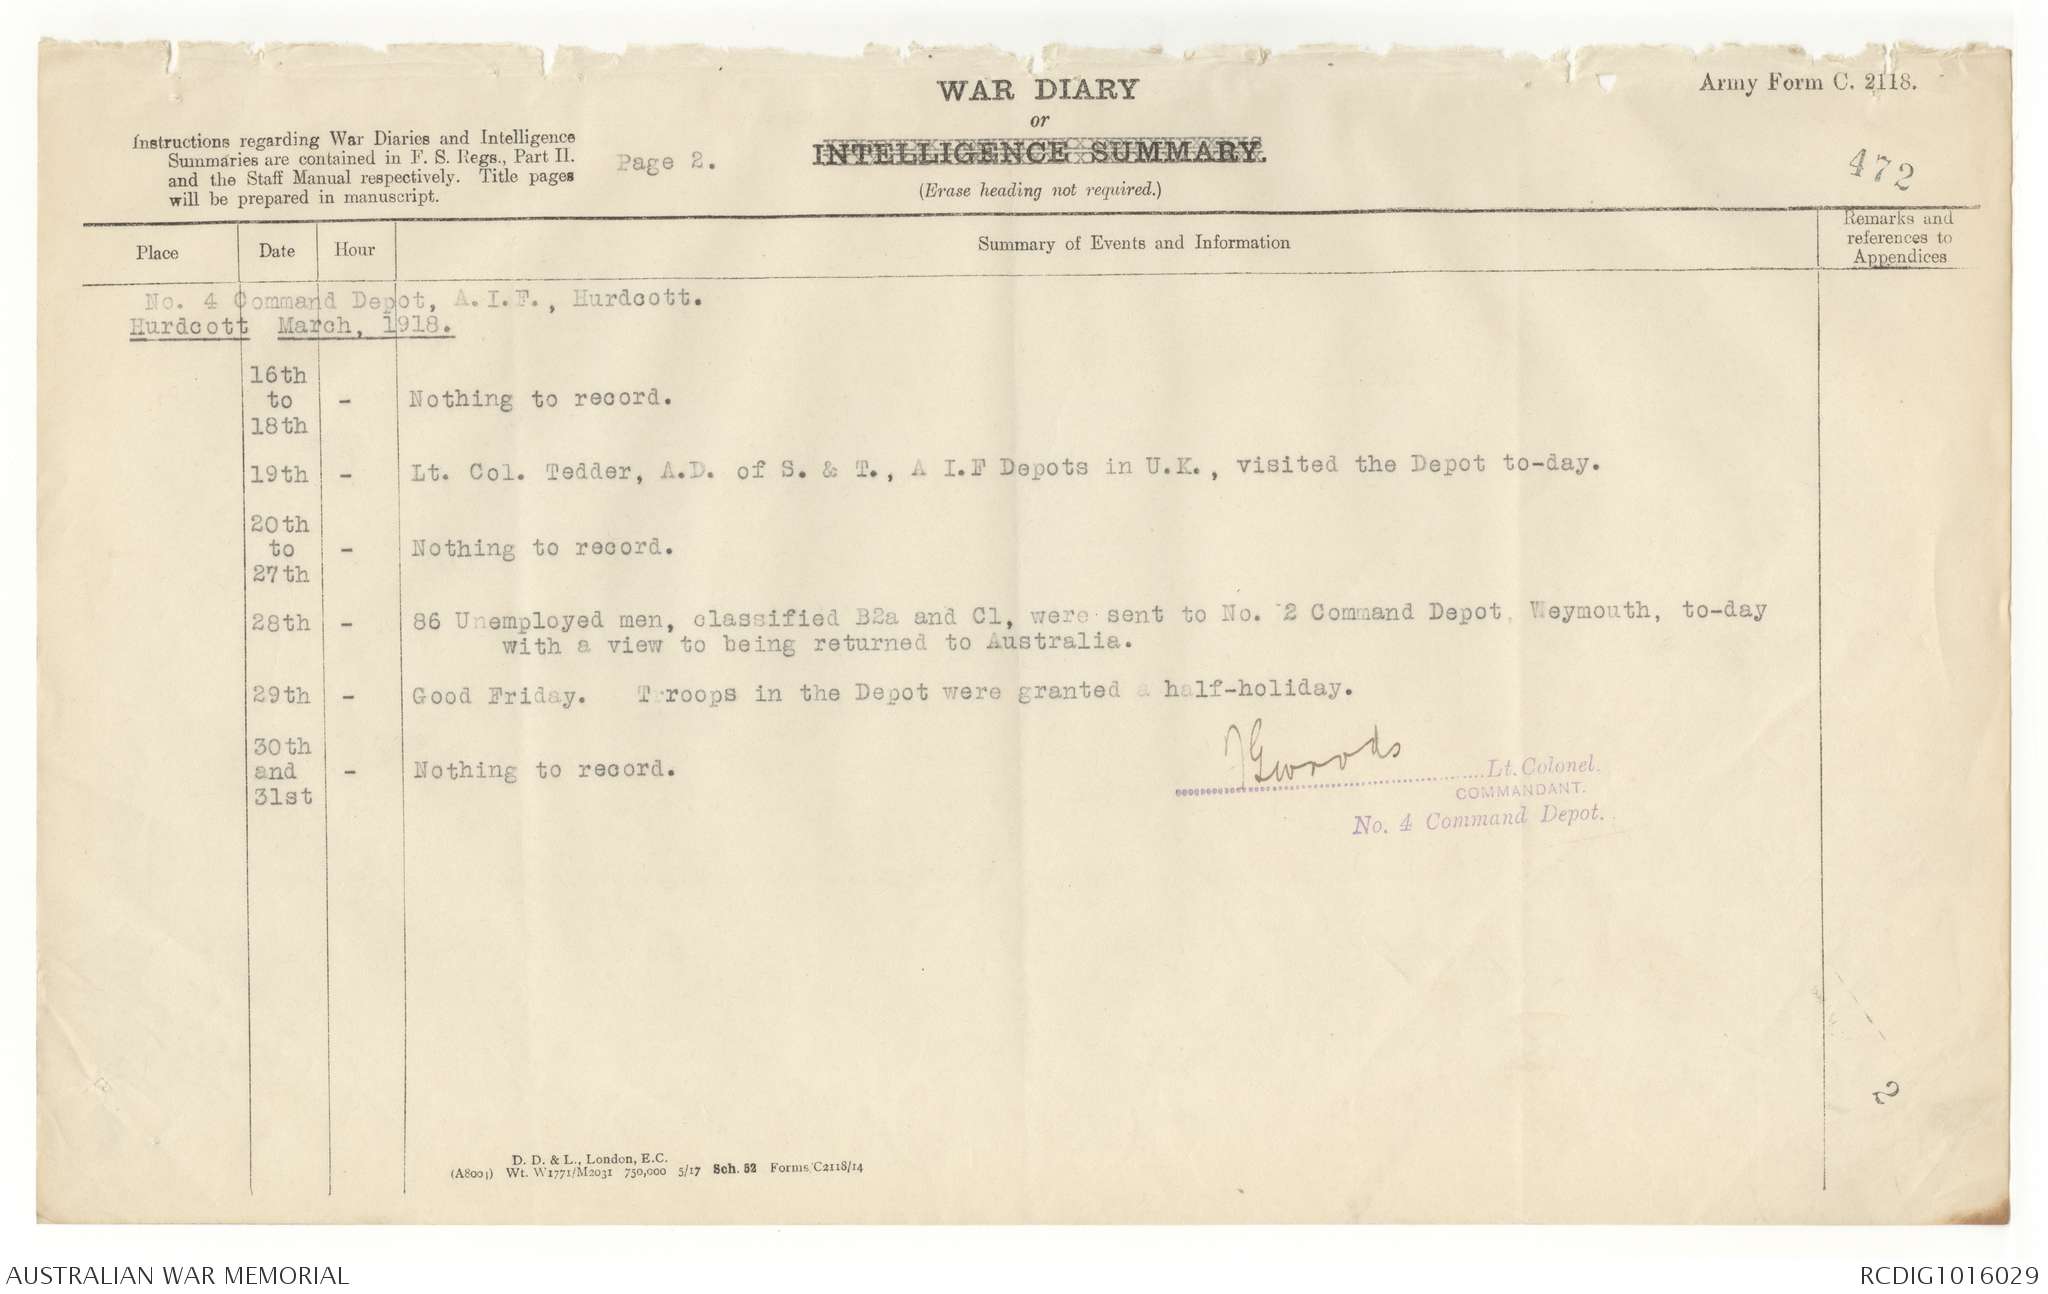 WAR DIARY
or
INTELLIGENCE SUMMARY.
(Erase heading not required.)
Army Form C. 2118.
Instructions regarding War Diaries and Intelligence
Summaries are contained in F. S. Regs., Part II.
and the Staff Manual respectively. Title pages
will be prepared in manuscript.
Page 2.
472
Place Date Hour Summary of Events and Information Remarks and
references to
Appendices
No. 4 Command Depot, A.I.F., Hurdcott.
Hurdcott March, 1918.
16th
to - Nothing to record.
18th
19th - Lt. Col. Tedder, A.D. of S. & T., A I.F Depots in U.K., visited the Depot to-day.
20th
to - Nothing to record.
27th
28th - 86 Unemployed men, classified B2a and C1, were sent to No. 2 Command Depot, Weymouth, to-day
with a view to being returned to Australia.
29th - Good Friday. Trroops in the Depot were granted a half-holiday.
30th
and - Nothing to record.
31st
Woods Lt. Colonel.
COMMANDANT.
No. 4 Command Depot.
2
D. D. & L., London, E.C.
(A8001) Wt. W1771/M2031 750,000 5/17 Sch. 52 Forms/C2118/14
AUSTRALIAN WAR MEMORIAL
RCDIG1016029